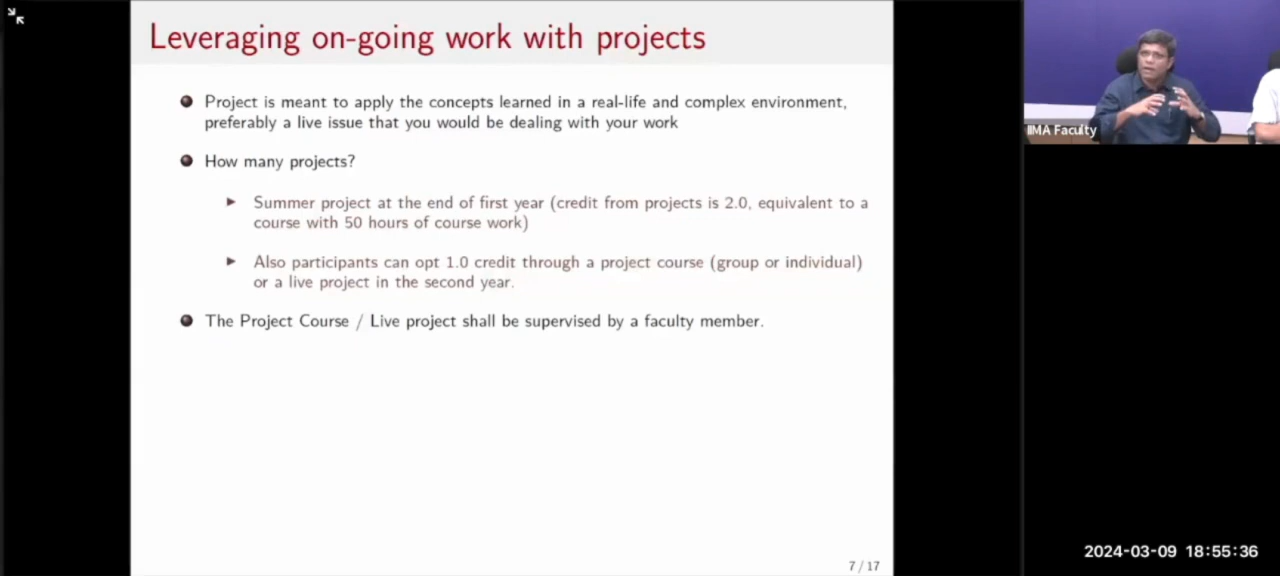 Leveraging on-going work with projects
Project is meant to apply the concepts learned in a real-life and complex environment,
preferably a live issue that you would be dealing with your work
How many projects?
Summer project at the end of first year (credit from projects is 2.0, equivalent to a
course with 50 hours of course work)
Also participants can opt 1.0 credit through a project course (group or individual)
or a live project in the second year.
The Project Course / Live project shall be supervised by a faculty member.
7 / 17
IIMA Faculty
2024-03-09 18:55:36